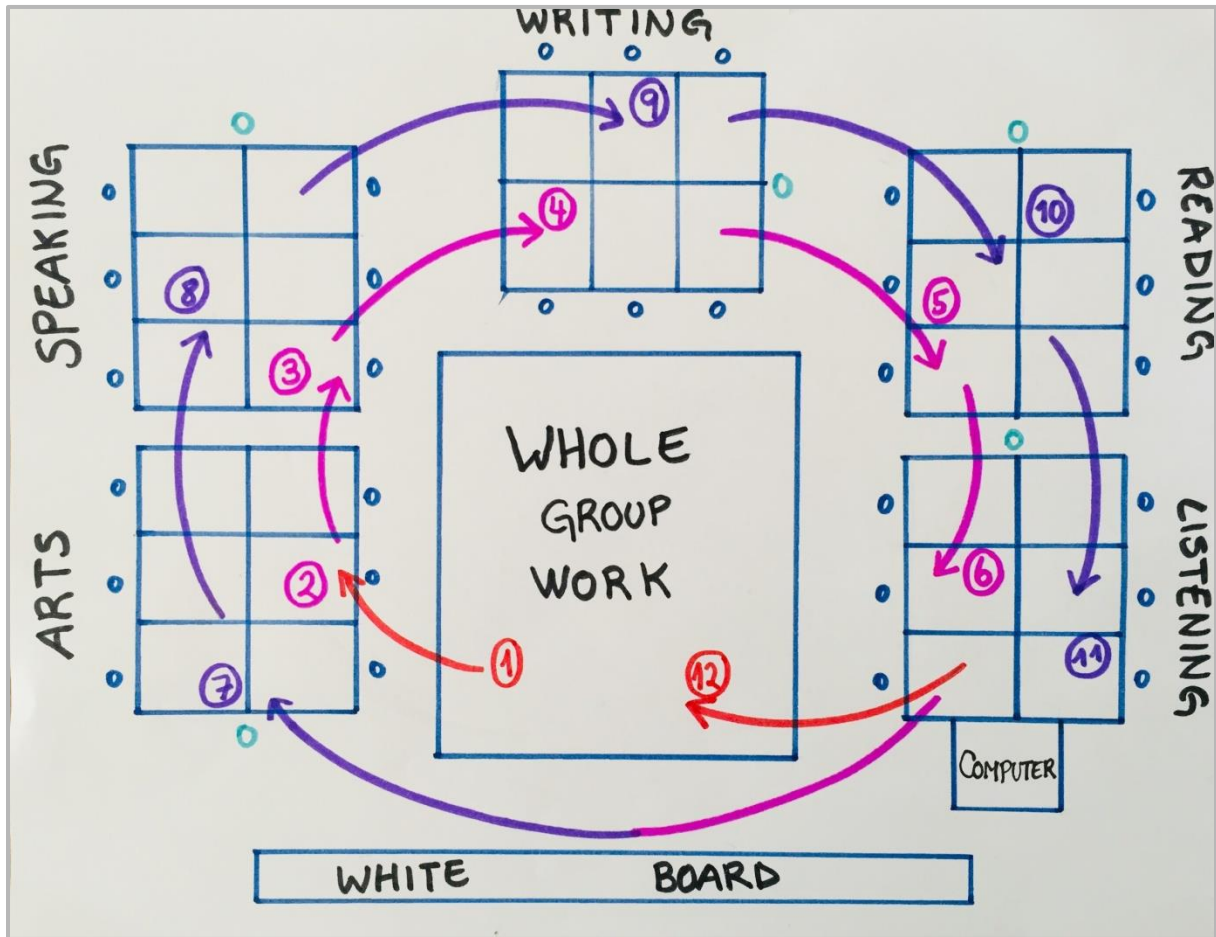 WRITING
9
4
SPEAKING
8
3
READING
10
5
ARTS
2
7
WHOLE
GROUP
WORK
1
12
LISTENING
6
11
COMPUTER
WHITE BOARD